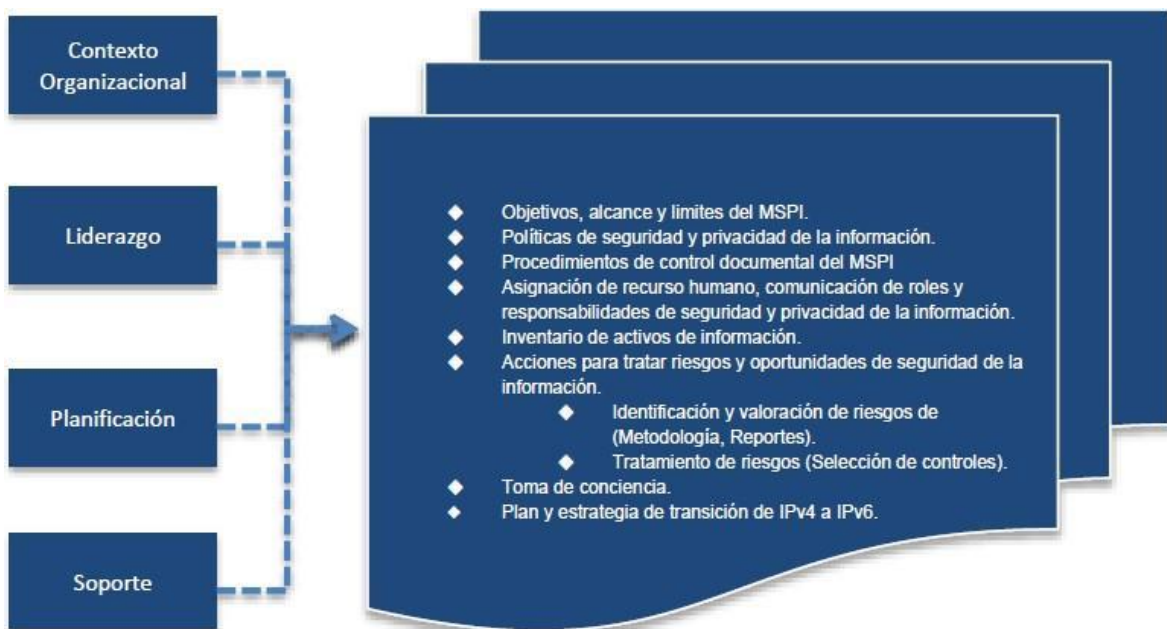 Contexto
Organizacional
Liderazgo
Planificación
Soporte
Objetivos, alcance y limites del MSPI.
Políticas de seguridad y privacidad de la información.
Procedimientos de control documental del MSPI
Asignación de recurso humano, comunicación de roles y
responsabilidades de seguridad y privacidad de la información.
Inventario de activos de información.
Acciones para tratar riesgos y oportunidades de seguridad de la
información.
Identificación y valoración de riesgos de
(Metodología, Reportes).
Tratamiento de riesgos (Selección de controles).
Toma de conciencia.
Plan y estrategia de transición de IPv4 a IPv6.